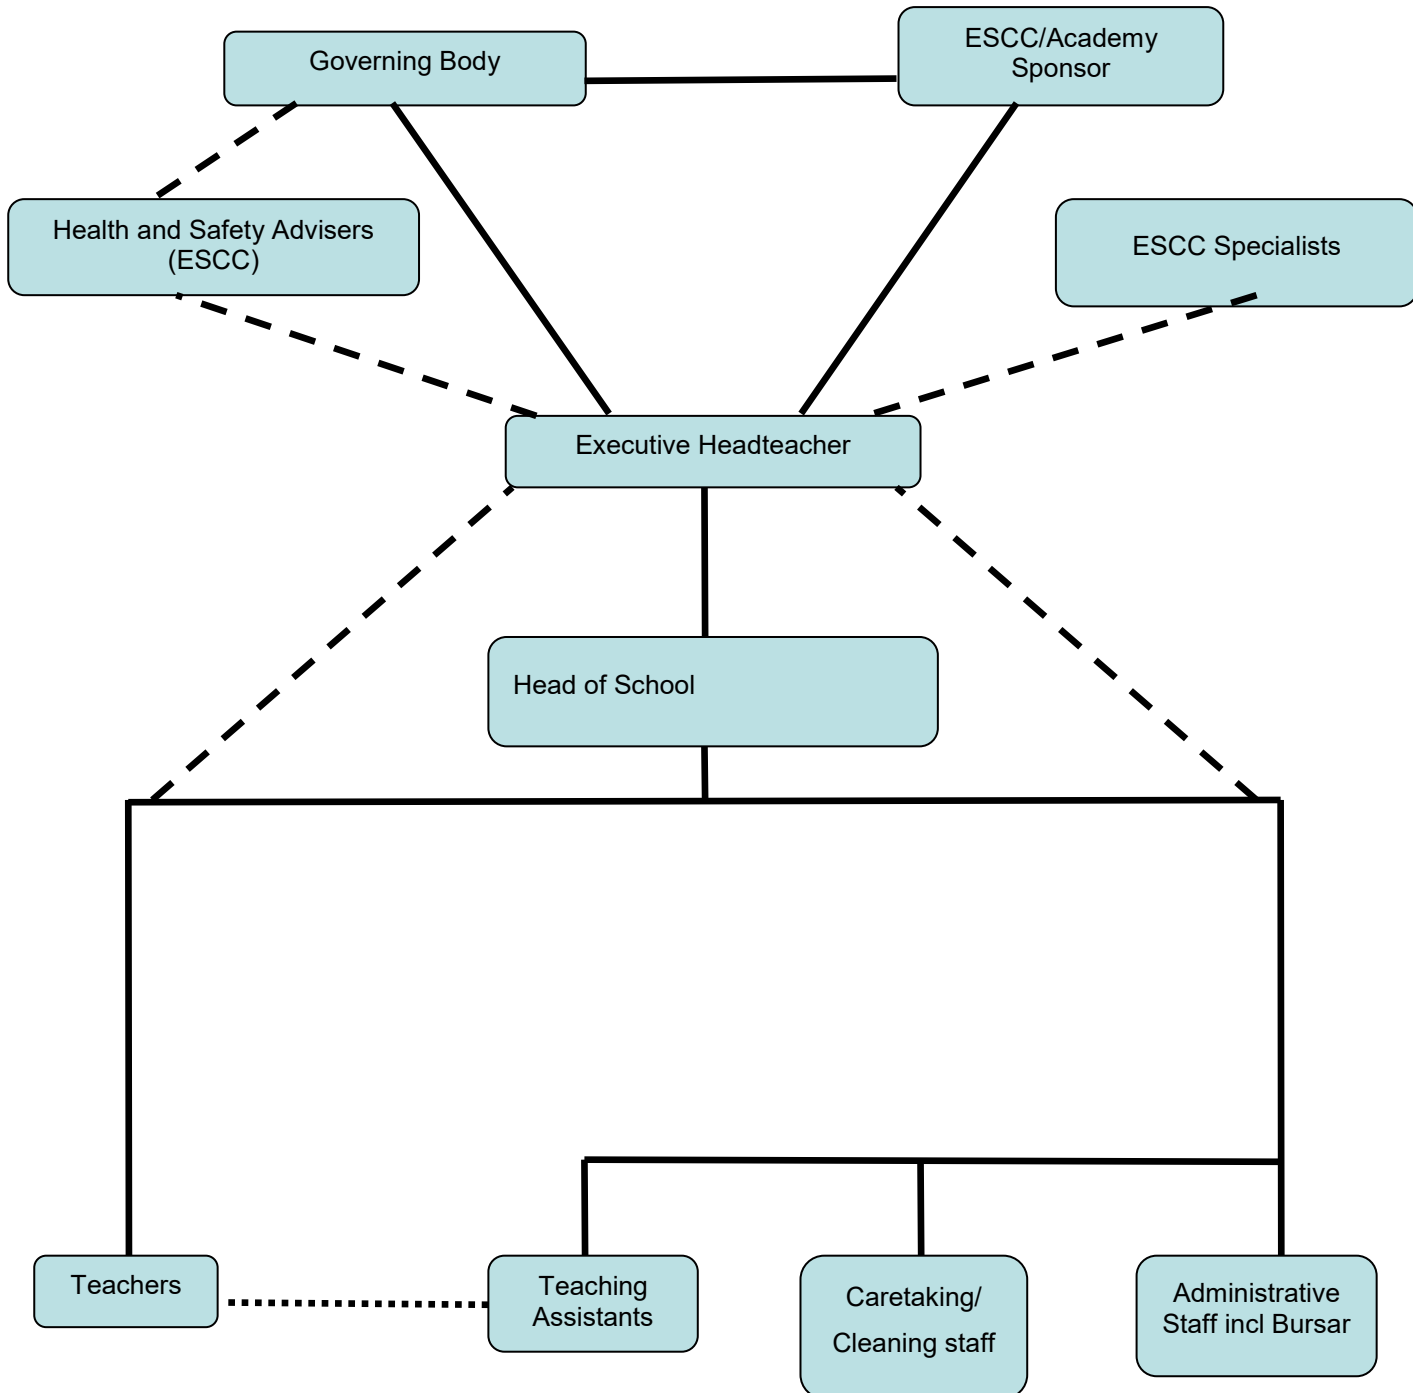 Governing Body
ESCC/Academy
Sponsor
Health and Safety Advisers
(ESCC)
ESCC Specialists
Executive Headteacher
Head of School
Teachers
Teaching
Assistants
Caretaking/
Cleaning staff
Administrative
Staff incl Bursar